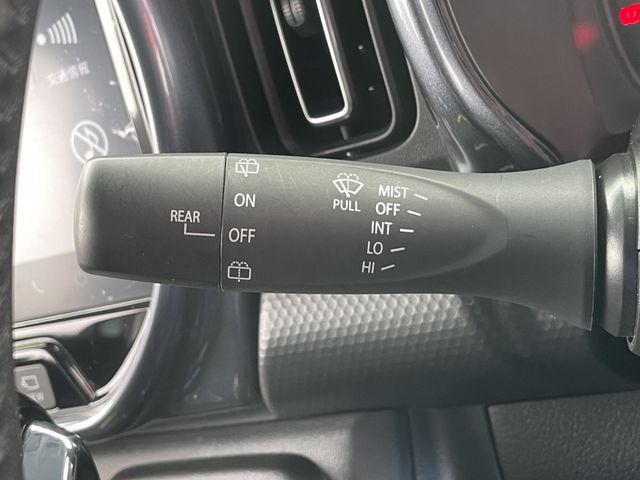 交通情報
REAR
ON
OFF
PULL
MIST
OFF
INT
LO
HI